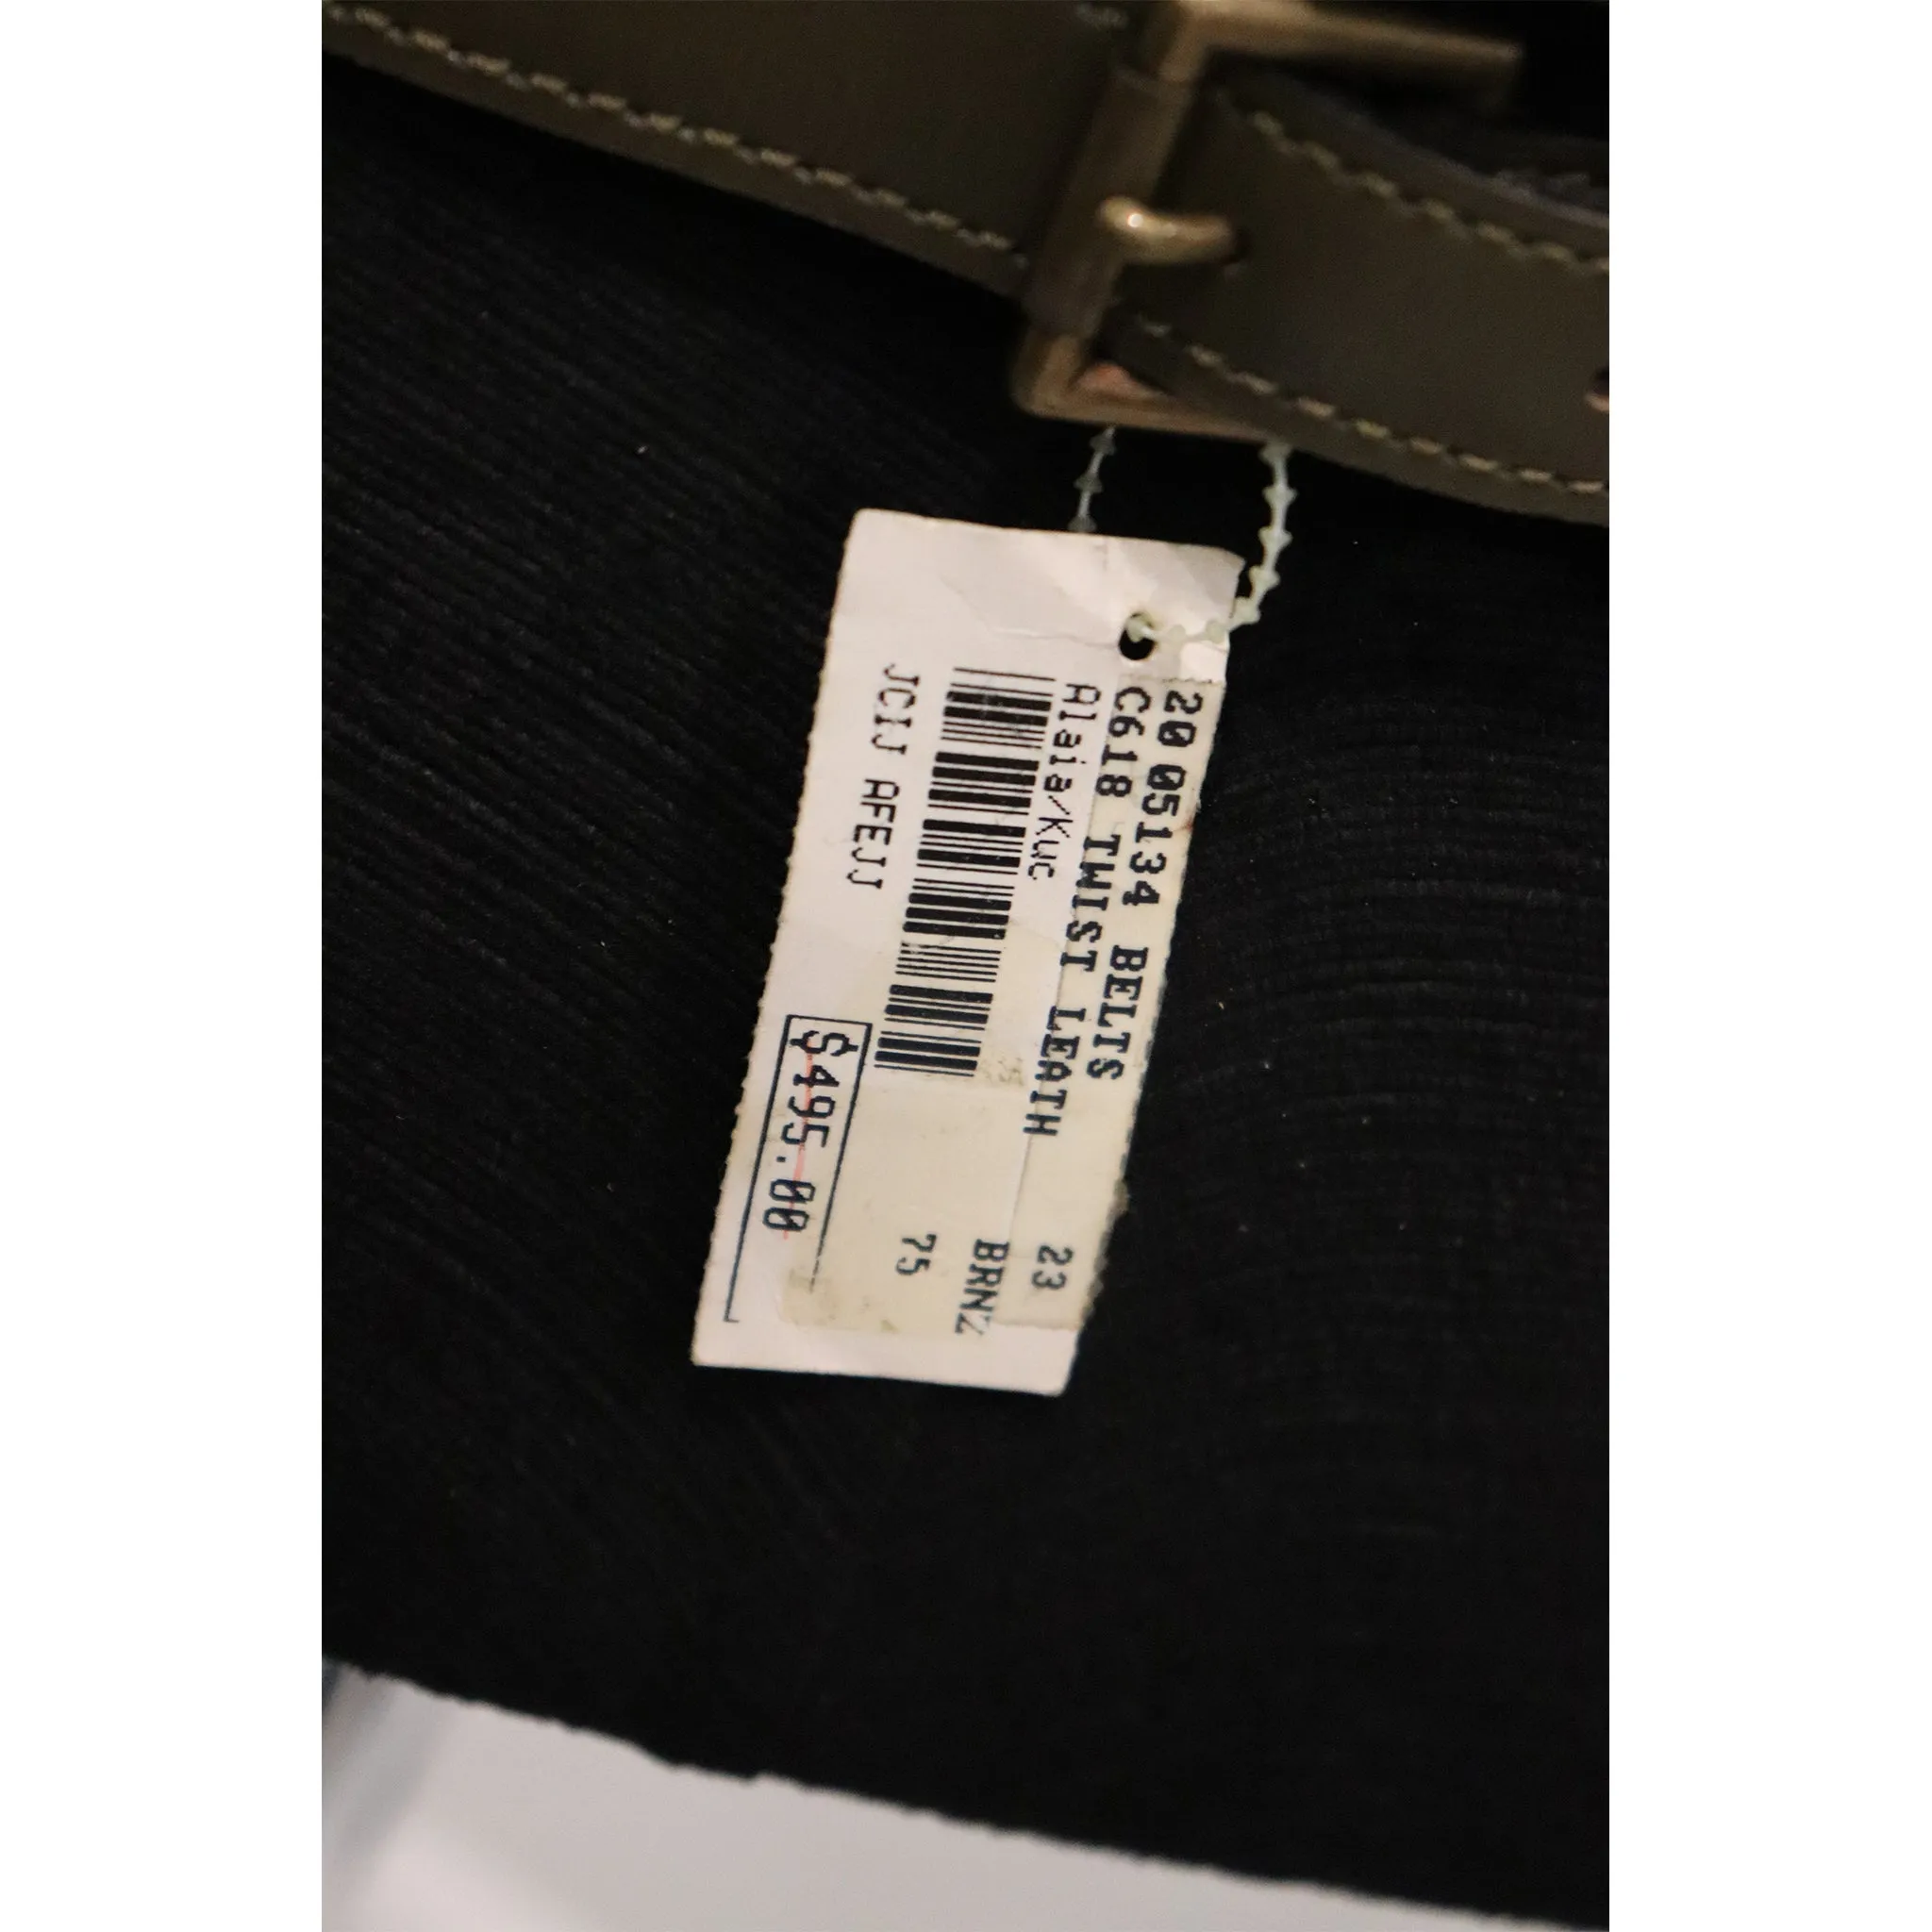 20 05134 BELTS
C618 TWIST LEATH 23
Alaia/Kuc BRNZ
75
JCIJ AFEJJ
$495.00